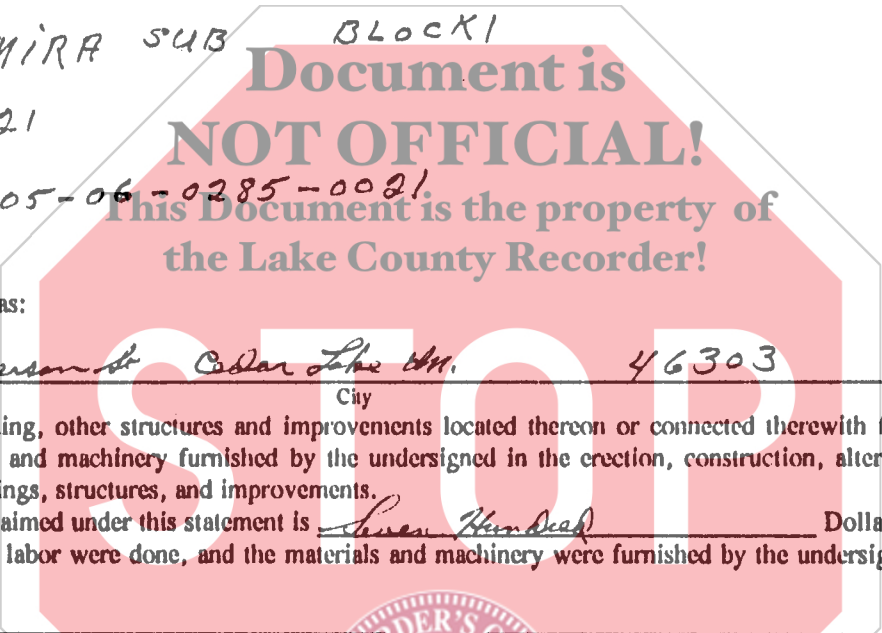 MIRA SUB BLOCK 1
Document is
NOT OFFICIAL!
21
05-06-0285-0021
This Document is the property of
the Lake County Recorder!
as:
erson St Cedar Lake In. 46303
City
ing, other structures and improvements located thereon or connected therewith
and machinery furnished by the undersigned in the erection, construction, alter
ings, structures, and improvements.
aimed under this statement is Seven Hundred Dolla
labor were done, and the materials and machinery were furnished by the undersig
STOP
DER'S